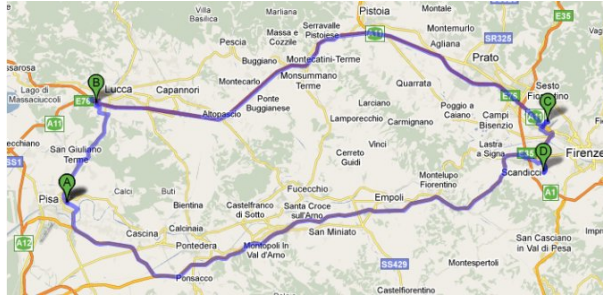 Villa
Basilica
Marliana
Massa e
Cozzile
Serravalle
Pistoiese
Pistoia
A11
Montale
Montemurlo
Agliana
SR325
E35
Pescia
Buggiano
Montecatini-Terme
Monsummano
Terme
Prato
Quarrata
Sesto
Fiorentino
C
B
Lucca
E76
Capannori
Montecarlo
Altopascio
Ponte
Buggianese
Larciano
Lamporecchio
Carmignano
Poggio a
Caiano
Campi
Bisenzio
Lago di
Massaciuccoli
A11
San Giuliano
Terme
SS1
Vinci
Cerreto
Guidi
Lastra
a Signa
D
Firenze
Scandicci
A1
A
Pisa
Calci
Buti
Bientina
Fucecchio
Castelfranco
di Sotto
Santa Croce
sull'Arno
Empoli
Montelupo
Fiorentino
Cascina
Calcinaia
Pontedera
Montopoli In
Val d'Arno
San Miniato
A12
Ponsacco
SS429
Montespertoli
San Casciano
in Val di Pesa
Castelfiorentino